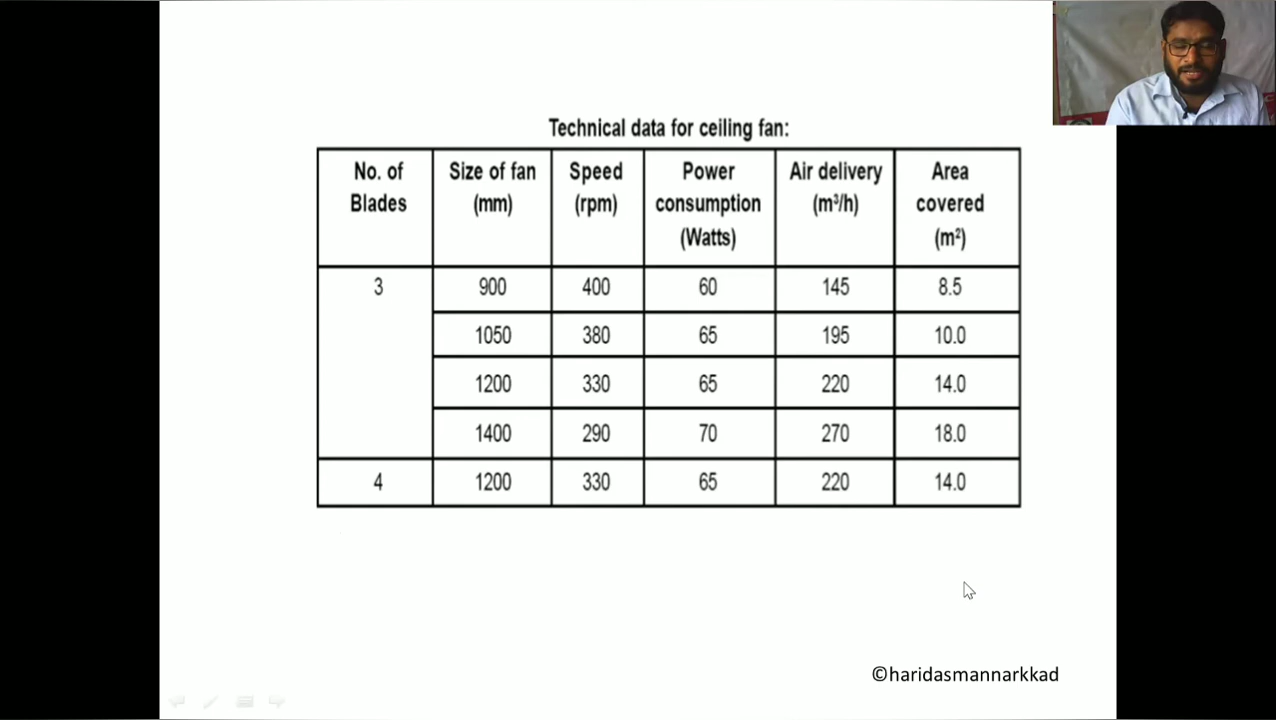 Technical data for ceiling fan:
No. of Blades Size of fan (mm) Speed (rpm) Power consumption (Watts) Air delivery (m³/h) Area covered (m²)
3 900 400 60 145 8.5
1050 380 65 195 10.0
1200 330 65 220 14.0
1400 290 70 270 18.0
4 1200 330 65 220 14.0
©haridasmannarkkad